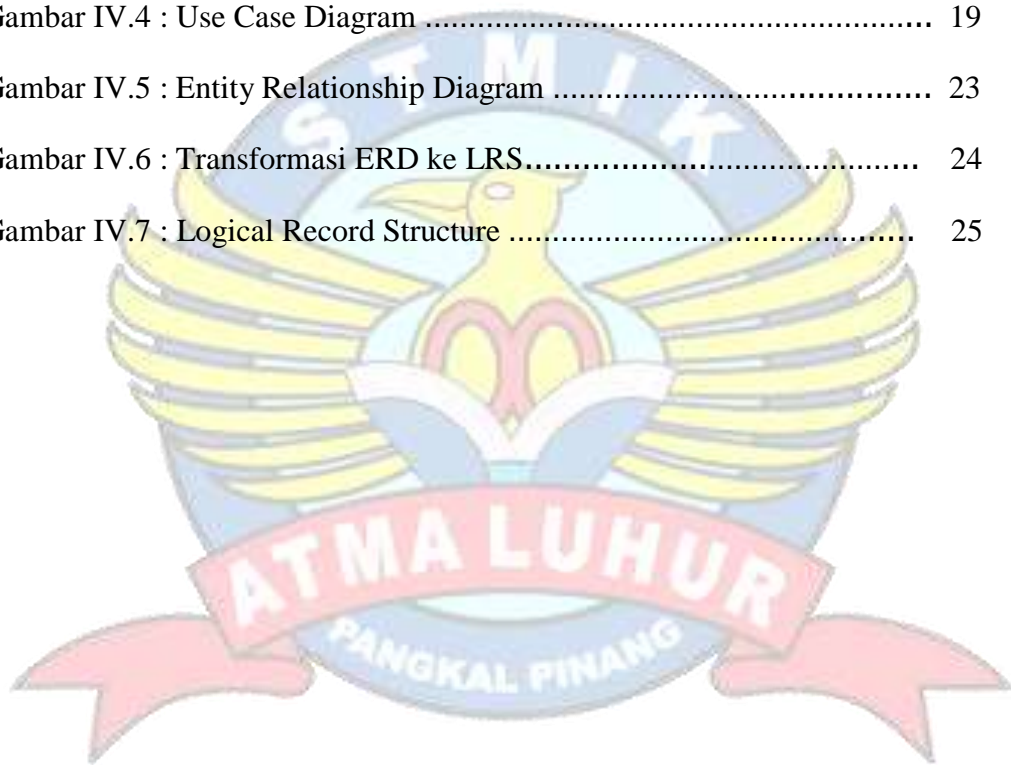 Gambar IV.4 : Use Case Diagram ............................................................... 19
Gambar IV.5 : Entity Relationship Diagram ............................................... 23
Gambar IV.6 : Transformasi ERD ke LRS................................................. 24
Gambar IV.7 : Logical Record Structure .................................................. 25
STMIK
ATMA LUHUR
PANGKAL PINANG